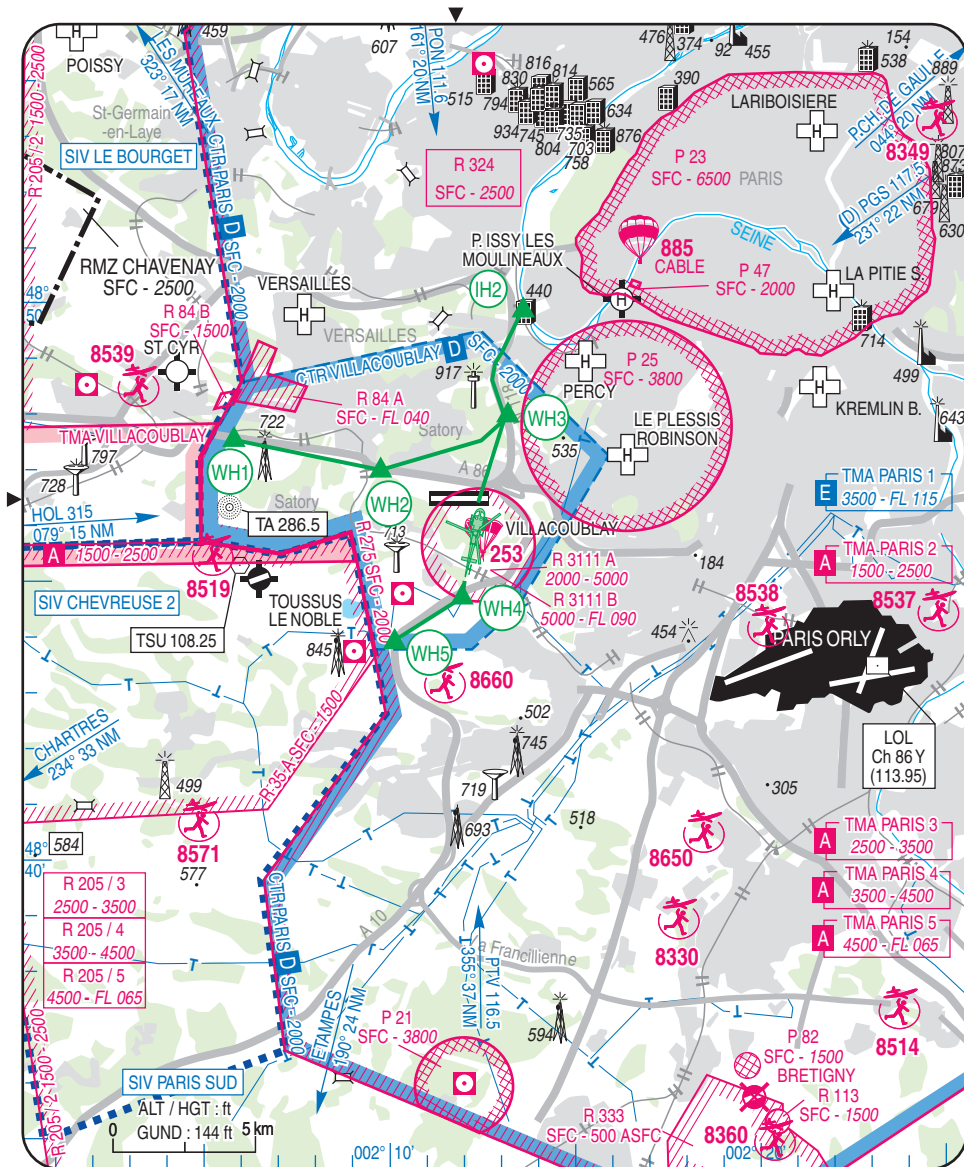 POISSY
459
607
PON 111.6
161° 20 NM
LES MUREAUX
323° 17 NM
816
830
814
565
515
794
634
934
745
735
876
804
703
758
476
374
92
455
390
154
538
889
LARIBOISIERE
P.CH.DE GAULE
044° 20 NM
8349
807
873
679
630
St-Germain
-en-Laye
SIV LE BOURGET
R 205 / 2 1500-2500
CTR PARIS D SFC-2000
R 324
SFC - 2500
P 23
SFC - 6500
PARIS
(D) PGS 117.5
231° 22 NM
SEINE
RMZ CHAVENAY
SFC - 2500
P. ISSY LES
MOULINEAUX
885
CABLE
P 47
SFC - 2000
LA PITIE S.
48°
50'
VERSAILLES
IH2
440
H
R 84 B
SFC - 1500
ST CYR
8539
VERSAILLES
CTR VILLACOUBLAY D SFC-2000
917
P 25
SFC - 3800
PERCY
714
499
R 84 A
SFC - FL 040
KREMLIN B.
643
TMA VILLACOUBLAY
722
Satory
WH3
LE PLESSIS
ROBINSON
535
797
728
WH1
A 86
WH2
Satory
TMA PARIS 1
E
3500 - FL 115
HOL 315
079° 15 NM
TA 286.5
713
VILLACOUBLAY
A
1500 - 2500
R 275 SFC - 2000
253
R 3111 A
2000 - 5000
184
TMA PARIS 2
A
1500 - 2500
8519
SIV CHEVREUSE 2
R 3111 B
5000 - FL 090
8538
8537
TOUSSUS
LE NOBLE
WH4
TSU 108.25
454
PARIS ORLY
845
WH5
8660
502
745
LOL
Ch 86 Y
(113.95)
CHARTRES
234° 33 NM
R 35 A SFC - 1500
499
719
305
693
518
8571
8650
TMA PARIS 3
A
2500 - 3500
48°
40'
584
577
TMA PARIS 4
A
3500 - 4500
R 205 / 3
2500 - 3500
R 205 / 4
3500 - 4500
R 205 / 5
4500 - FL 065
8330
TMA PARIS 5
A
4500 - FL 065
A 10
CTR PARIS D SFC-2000
la Francillienne
PTV 116.5
355° 37 NM
ETAMPES
190° 24 NM
594
8514
P 21
SFC - 3800
P 82
SFC - 1500
BRETIGNY
R 205 / 2 1500-2500
SIV PARIS SUD
R 113
SFC - 1500
R 333
SFC - 500 ASFC
8360
ALT / HGT : ft
0 5 km
GUND : 144 ft
002° 10'
002° 20'